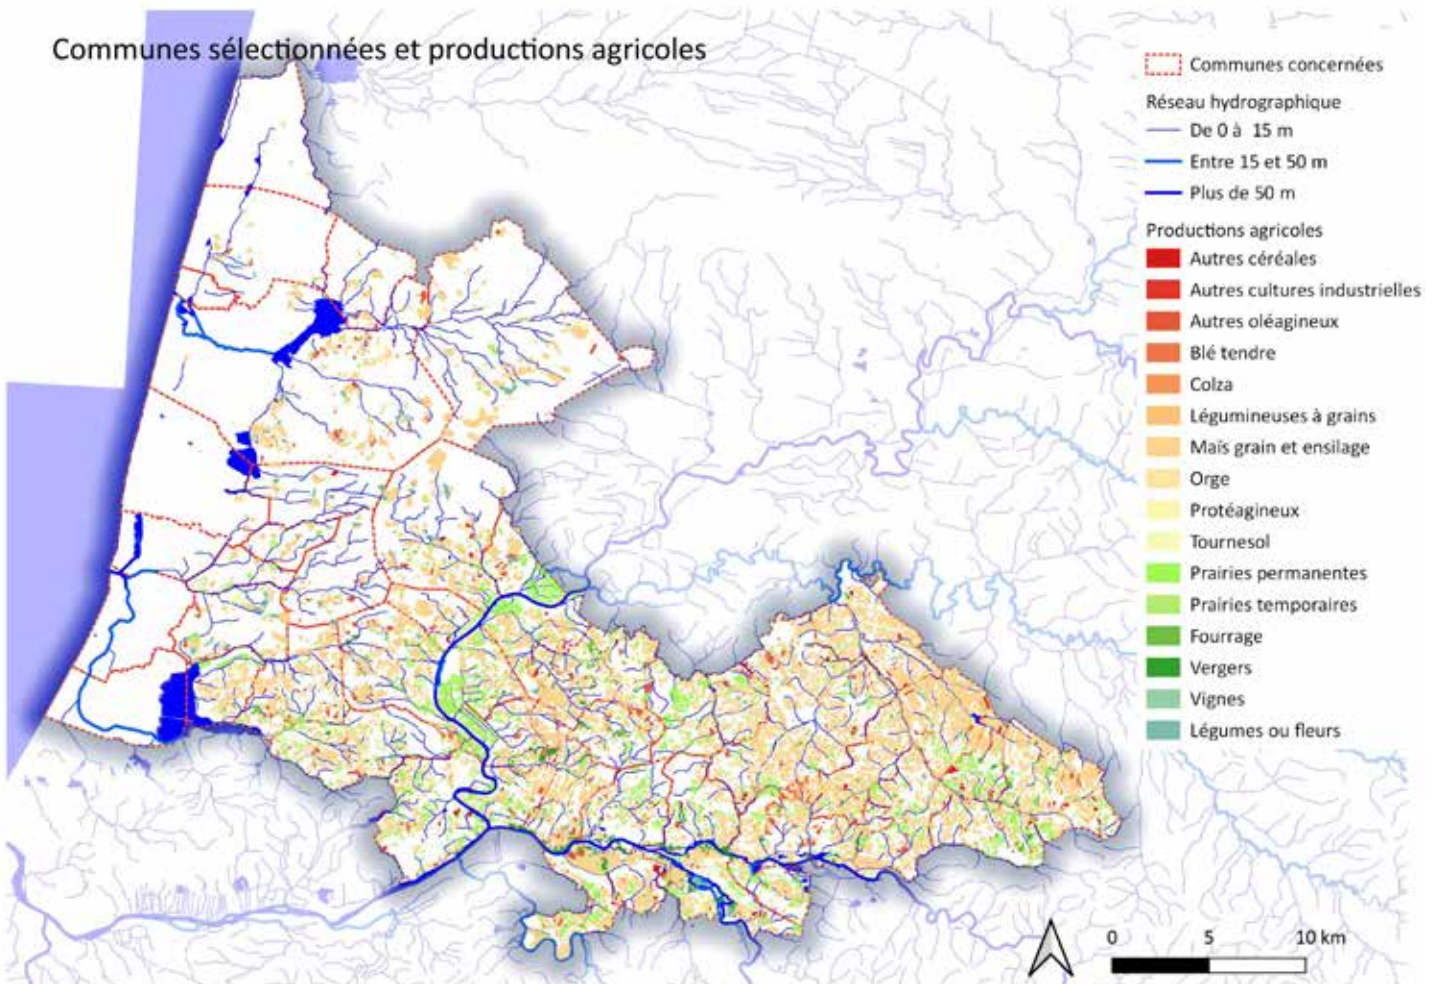 Communes sélectionnées et productions agricoles
Communes concernées
Réseau hydrographique
De 0 à 15 m
Entre 15 et 50 m
Plus de 50 m
Productions agricoles
Autres céréales
Autres cultures industrielles
Autres oléagineux
Blé tendre
Colza
Légumineuses à grains
Maïs grain et ensilage
Orge
Protéagineux
Tournesol
Prairies permanentes
Prairies temporaires
Fourrage
Vergers
Vignes
Légumes ou fleurs
0 5 10 km